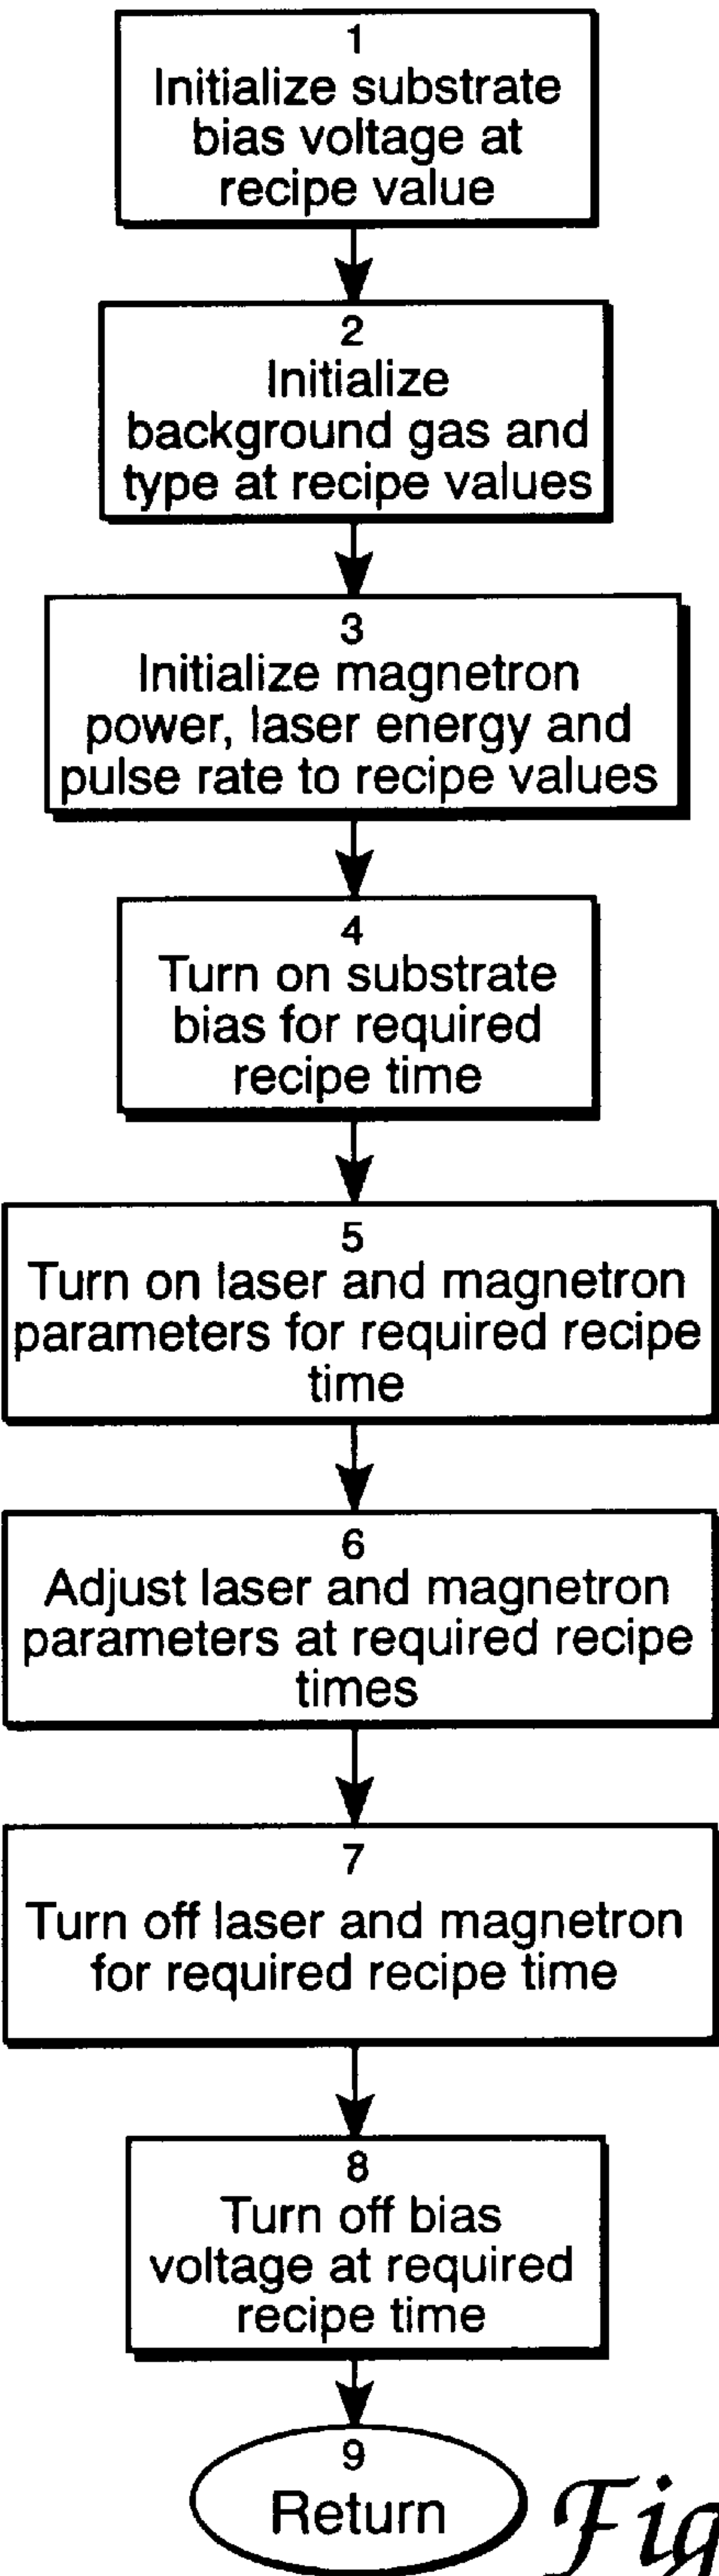 1
Initialize substrate
bias voltage at
recipe value
2
Initialize
background gas and
type at recipe values
3
Initialize magnetron
power, laser energy and
pulse rate to recipe values
4
Turn on substrate
bias for required
recipe time
5
Turn on laser and magnetron
parameters for required recipe
time
6
Adjust laser and magnetron
parameters at required recipe
times
7
Turn off laser and magnetron
for required recipe time
8
Turn off bias
voltage at required
recipe time
9
Return
Fig